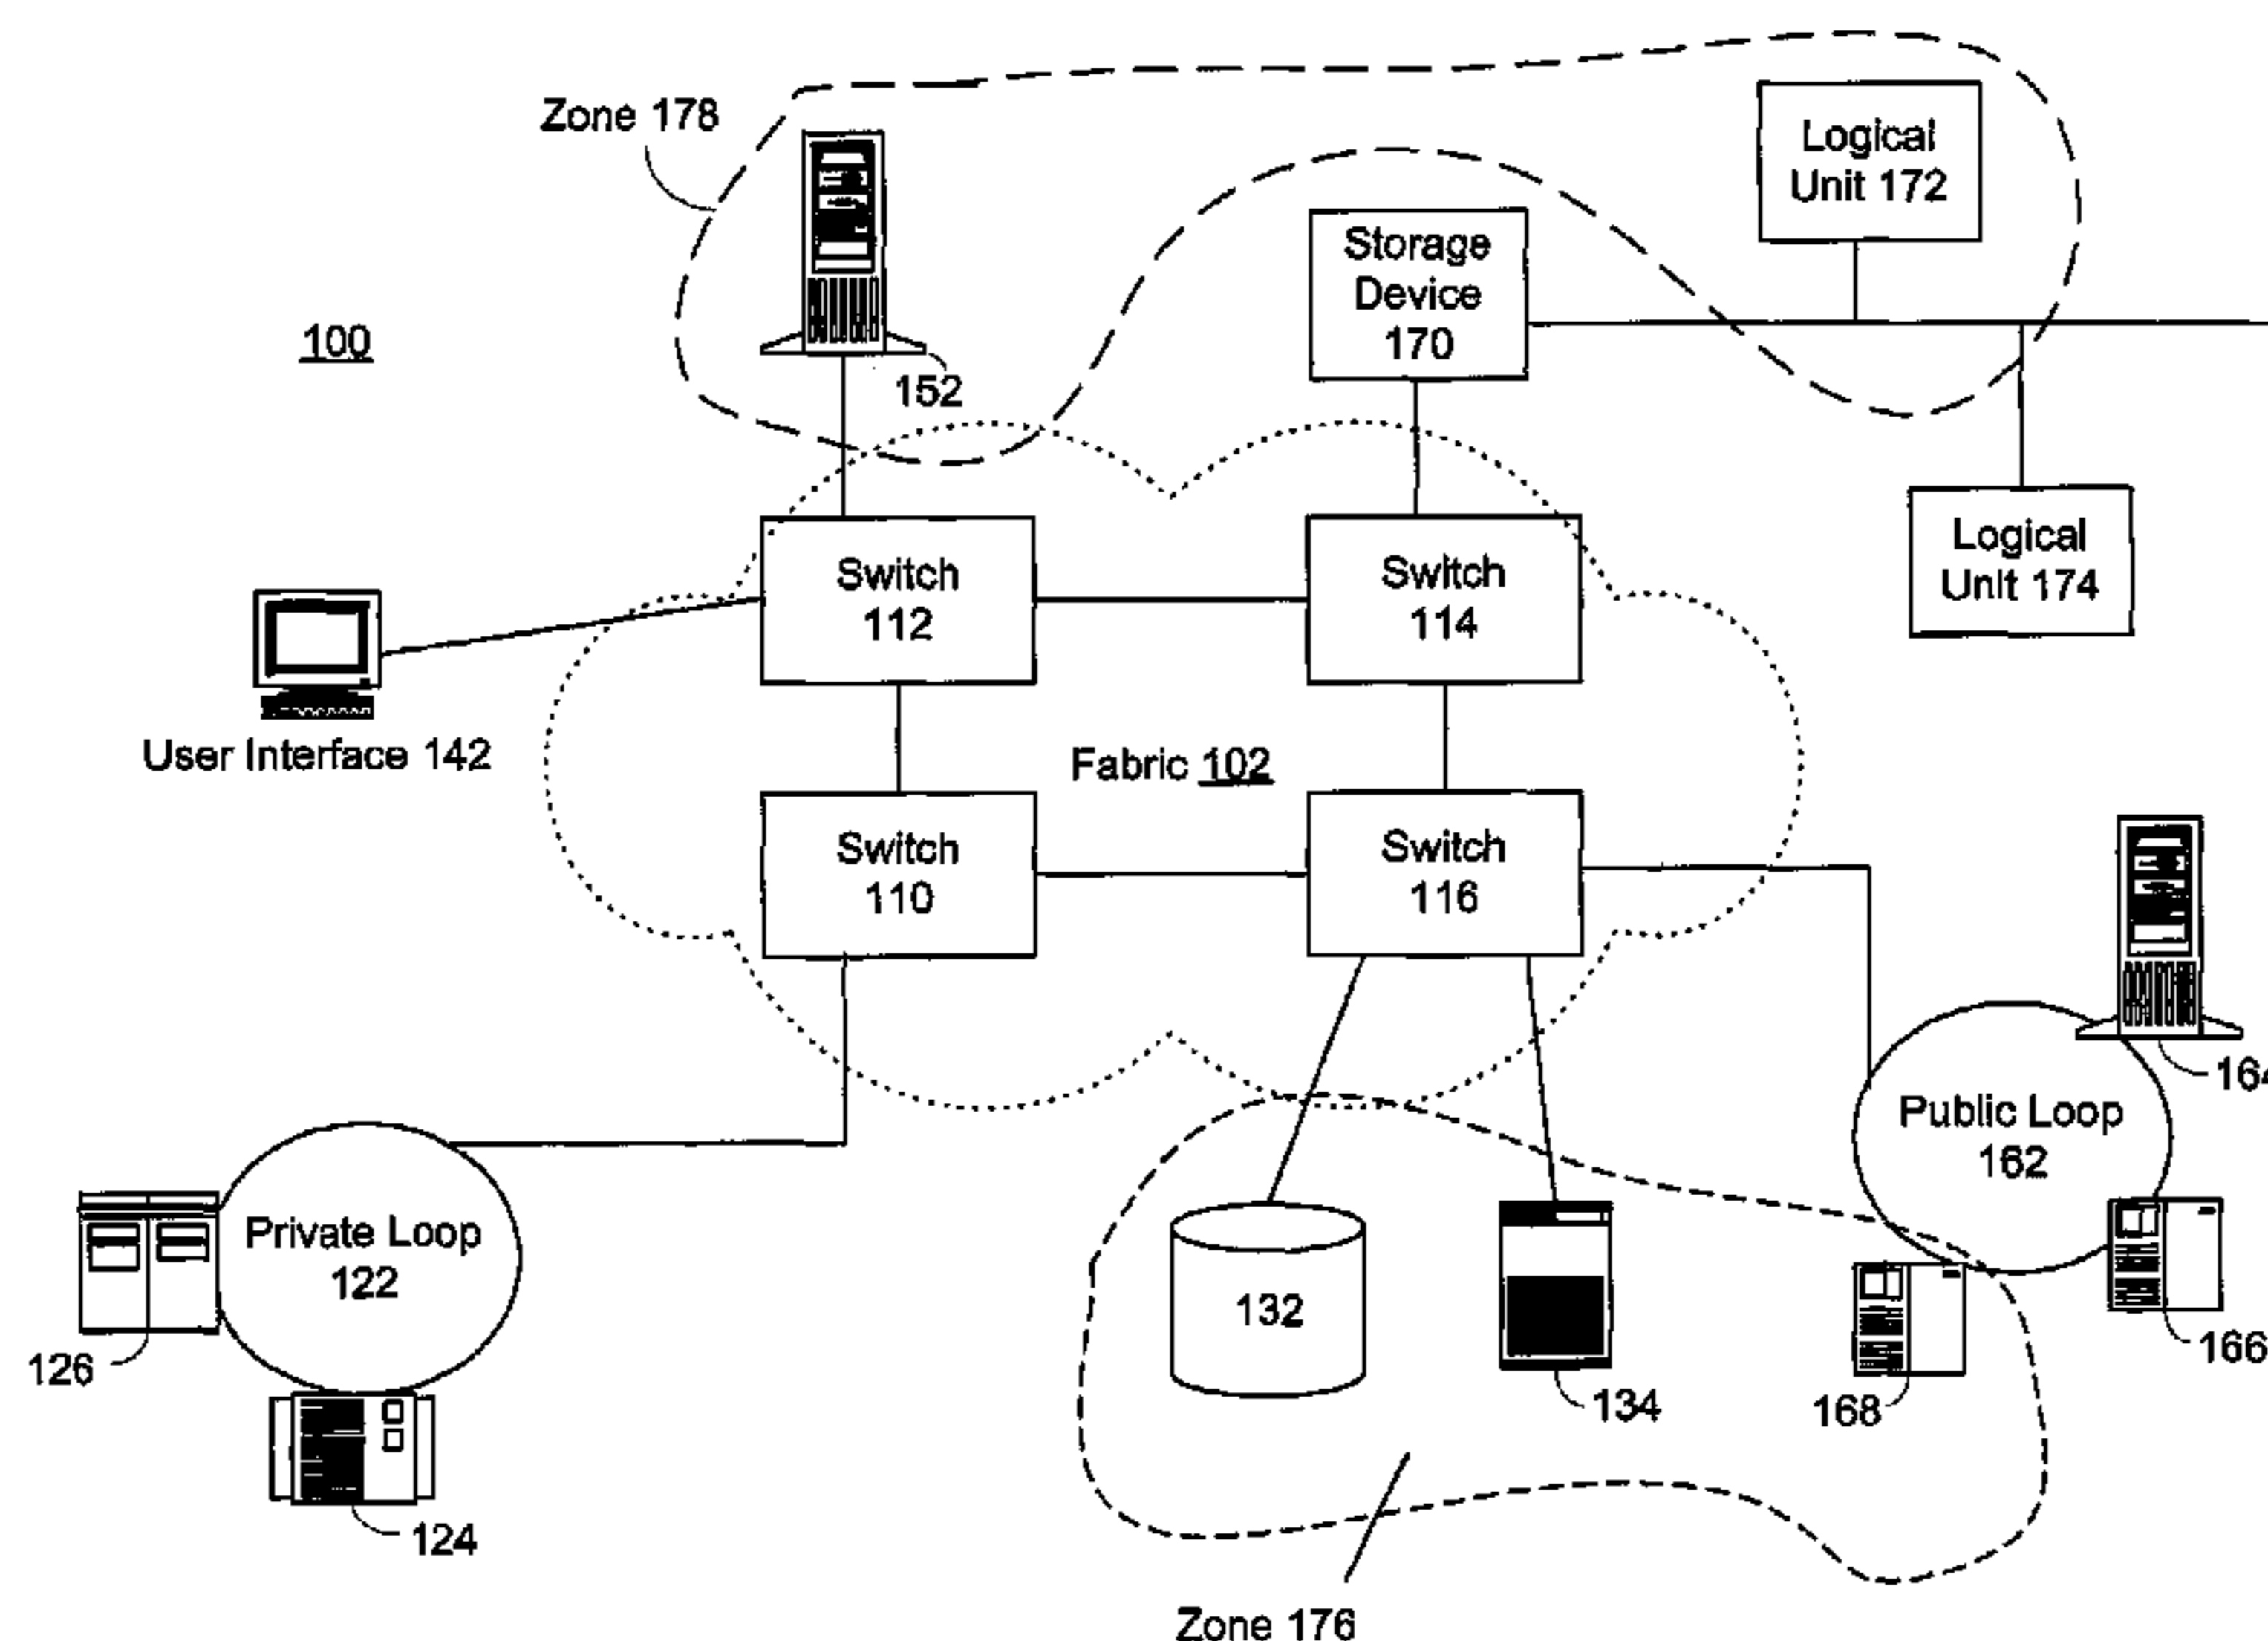 Zone 178
Logical
Unit 172
Storage
Device
170
100
152
Logical
Unit 174
Switch
112
Switch
114
User Interface 142
Fabric 102
Switch
110
Switch
116
164
Public Loop
162
Private Loop
122
132
126
134
168
166
124
Zone 176